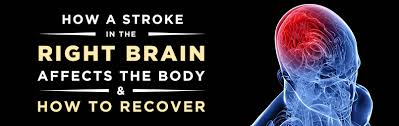 HOW A STROKE
IN THE
RIGHT BRAIN
AFFECTS THE BODY
&
HOW TO RECOVER